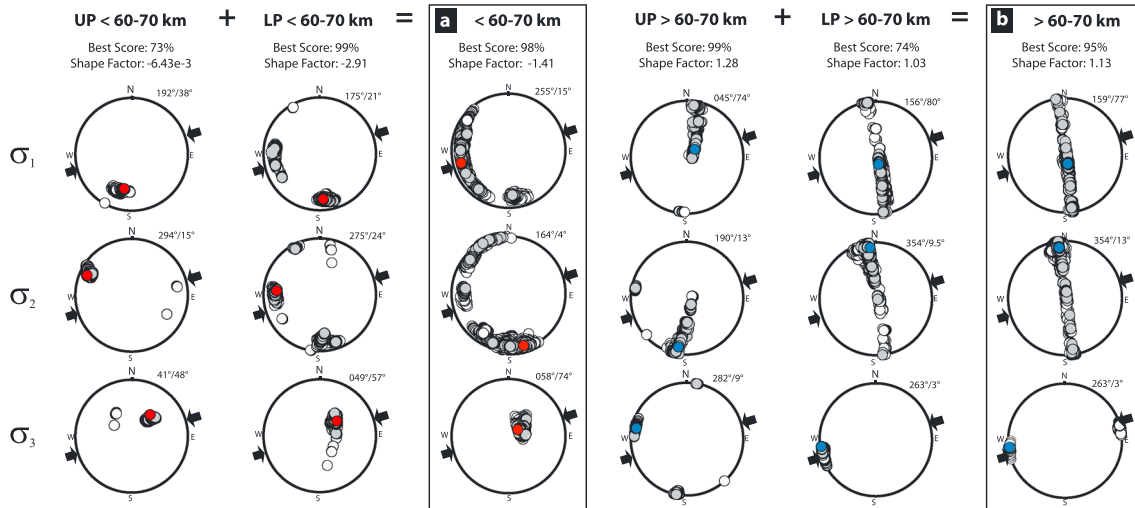 UP < 60-70 km + LP < 60-70 km = a < 60-70 km UP > 60-70 km + LP > 60-70 km = b > 60-70 km
Best Score: 73% Best Score: 99% Best Score: 98% Best Score: 99% Best Score: 74% Best Score: 95%
Shape Factor: -6.43e-3 Shape Factor: -2.91 Shape Factor: -1.41 Shape Factor: 1.28 Shape Factor: 1.03 Shape Factor: 1.13
N 192°/38° N 175°/21° N 255°/15° N 045°/74° N 156°/80° N 159°/77°
σ1 W E W E W E W E W E W E
S S S S S S
N 294°/15° N 275°/24° N 164°/4° N 190°/13° N 354°/9.5° N 354°/13°
σ2 W E W E W E W E W E W E
S S S S S S
N 41°/48° N 049°/57° N 058°/74° N 282°/9° N 263°/3° N 263°/3°
σ3 W E W E W E W E W E W E
S S S S S S